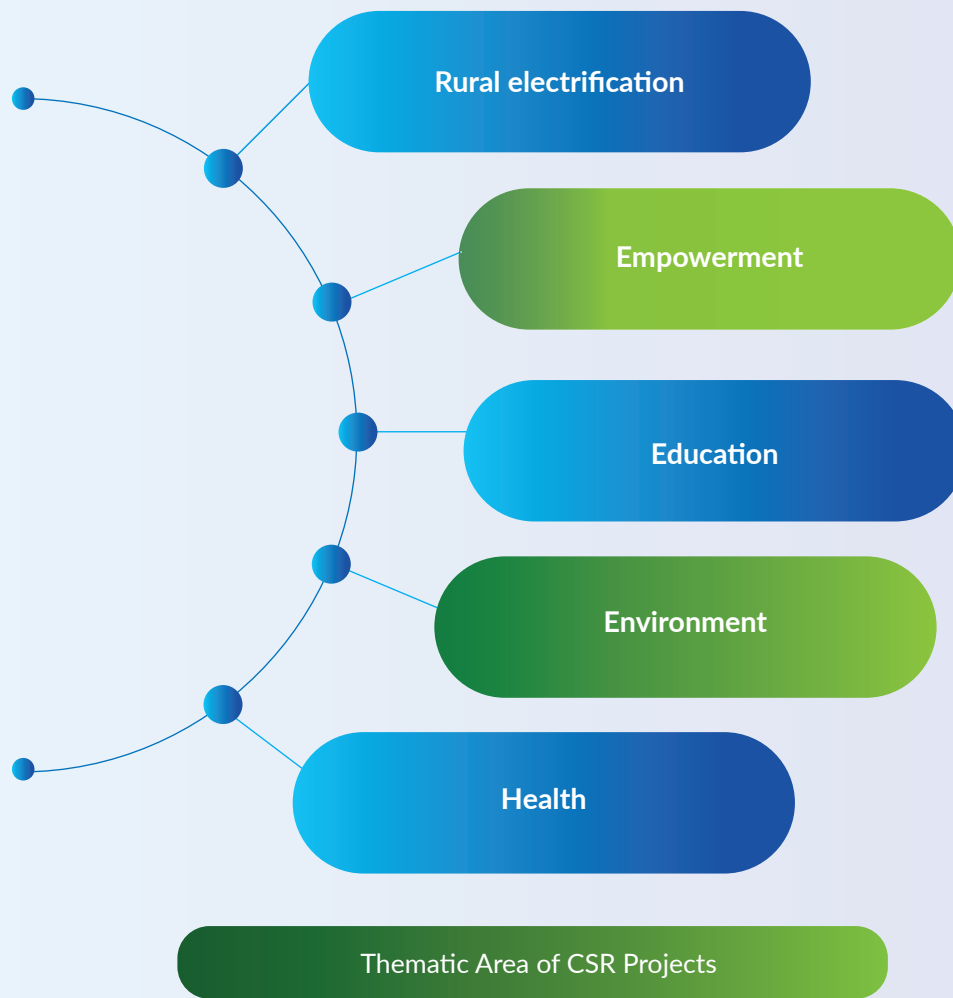 Rural electrification
Empowerment
Education
Environment
Health
Thematic Area of CSR Projects